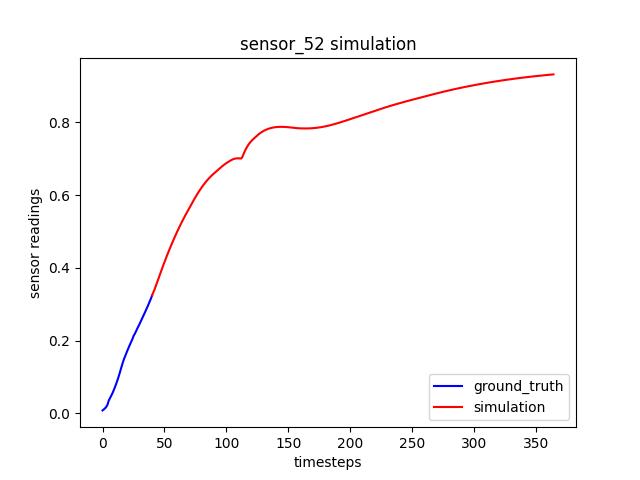 sensor_52 simulation
sensor readings
0.8
0.6
0.4
0.2
0.0
0 50 100 150 200 250 300 350
timesteps
ground_truth
simulation